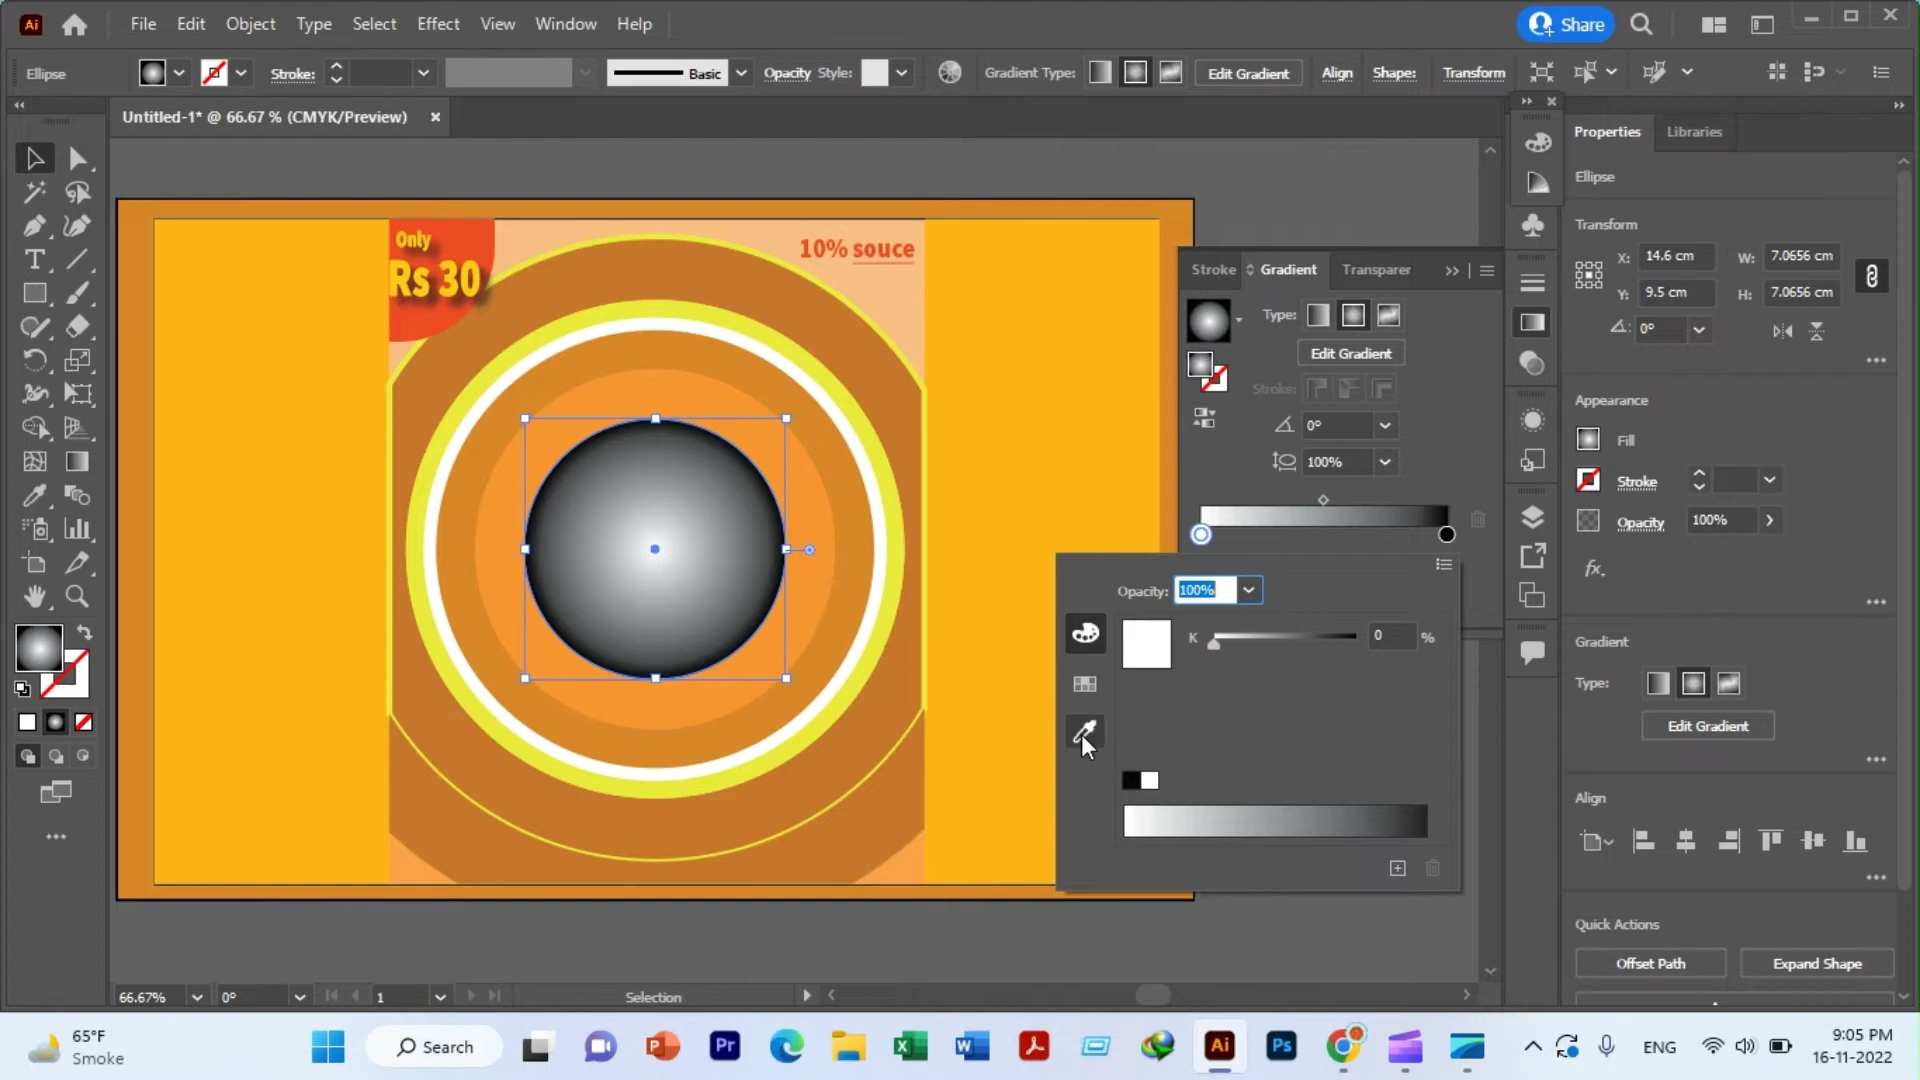 Ai File Edit Object Type Select Effect View Window Help Share
Ellipse Stroke: Basic Opacity Style: Gradient Type: Edit Gradient Align Shape: Transform
Untitled-1* @ 66.67 % (CMYK/Preview)
Properties Libraries
Ellipse
Transform
X: 14.6 cm W: 7.0656 cm
Y: 9.5 cm H: 7.0656 cm
0°
Appearance
Fill
Stroke
Opacity 100%
fx.
Gradient
Type:
Edit Gradient
Align
Quick Actions
Offset Path Expand Shape
Only
Rs 30
10% souce
Stroke Gradient Transparer
Type:
Edit Gradient
Stroke:
0°
100%
Opacity: 100%
K 0 %
66.67% 0° 1 Selection
65°F
Smoke
Search
P Pr X W Ai Ps
ENG
9:05 PM
16-11-2022